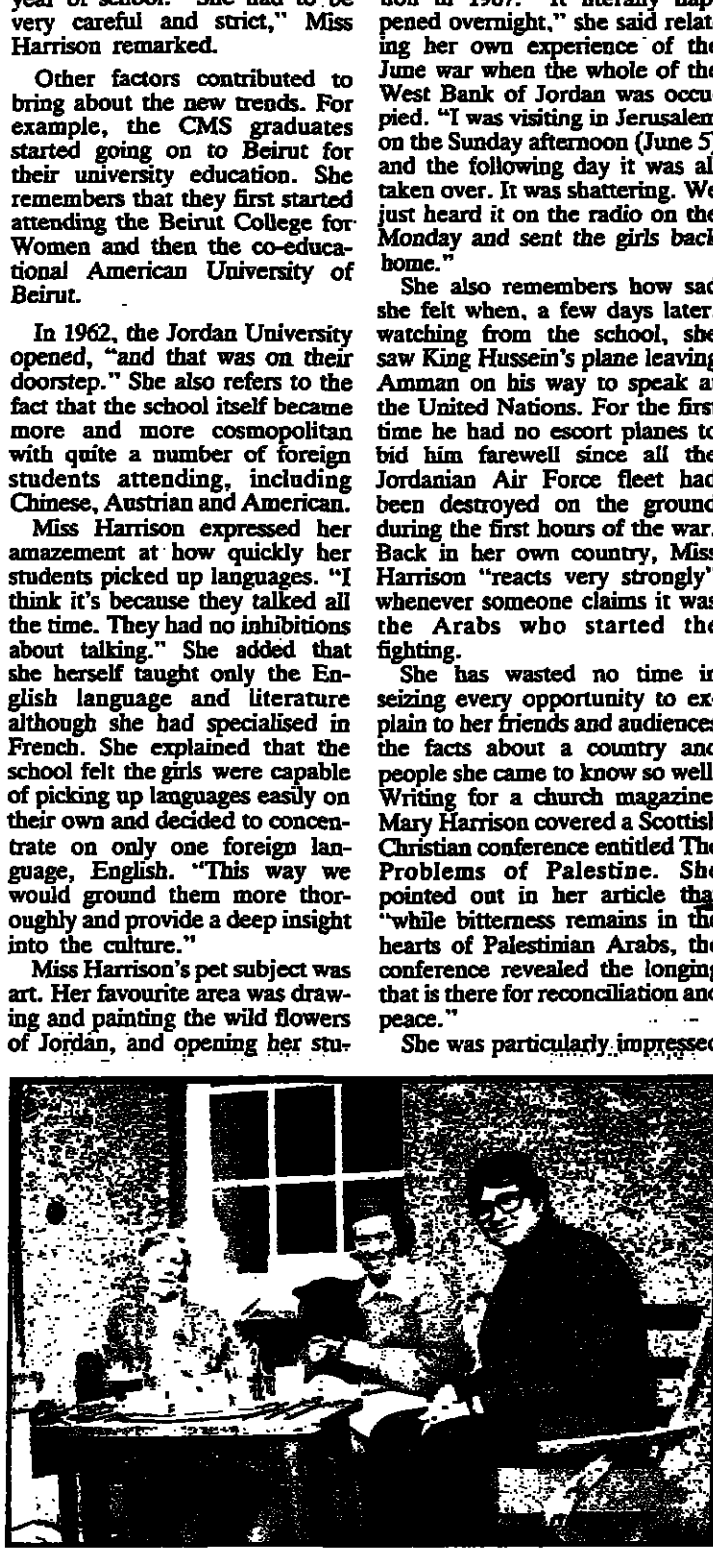 year of school. "She had to be
very careful and strict," Miss
Harrison remarked.
Other factors contributed to
bring about the new trends. For
example, the CMS graduates
started going on to Beirut for
their university education. She
remembers that they first started
attending the Beirut College for
Women and then the co-educa-
tional American University of
Beirut.
In 1962, the Jordan University
opened, "and that was on their
doorstep." She also refers to the
fact that the school itself became
more and more cosmopolitan
with quite a number of foreign
students attending, including
Chinese, Austrian and American.
Miss Harrison expressed her
amazement at how quickly her
students picked up languages. "I
think it's because they talked all
the time. They had no inhibitions
about talking." She added that
she herself taught only the En-
glish language and literature
although she had specialised in
French. She explained that the
school felt the girls were capable
of picking up languages easily on
their own and decided to concen-
trate on only one foreign lan-
guage, English. "This way we
would ground them more thor-
oughly and provide a deep insight
into the culture."
Miss Harrison's pet subject was
art. Her favourite area was draw-
ing and painting the wild flowers
of Jordan, and opening her stu-
tion in 1967. "It literally hap-
pened overnight," she said relat-
ing her own experience of the
June war when the whole of the
West Bank of Jordan was occu-
pied. "I was visiting in Jerusalem
on the Sunday afternoon (June 5)
and the following day it was all
taken over. It was shattering. We
just heard it on the radio on the
Monday and sent the girls back
home."
She also remembers how sad
she felt when, a few days later,
watching from the school, she
saw King Hussein's plane leaving
Amman on his way to speak at
the United Nations. For the first
time he had no escort planes to
bid him farewell since all the
Jordanian Air Force fleet had
been destroyed on the ground
during the first hours of the war.
Back in her own country, Miss
Harrison "reacts very strongly"
whenever someone claims it was
the Arabs who started the
fighting.
She has wasted no time in
seizing every opportunity to ex-
plain to her friends and audiences
the facts about a country and
people she came to know so well.
Writing for a church magazine,
Mary Harrison covered a Scottish
Christian conference entitled The
Problems of Palestine. She
pointed out in her article that
"while bitterness remains in the
hearts of Palestinian Arabs, the
conference revealed the longing
that is there for reconciliation and
peace."
She was particularly impressed